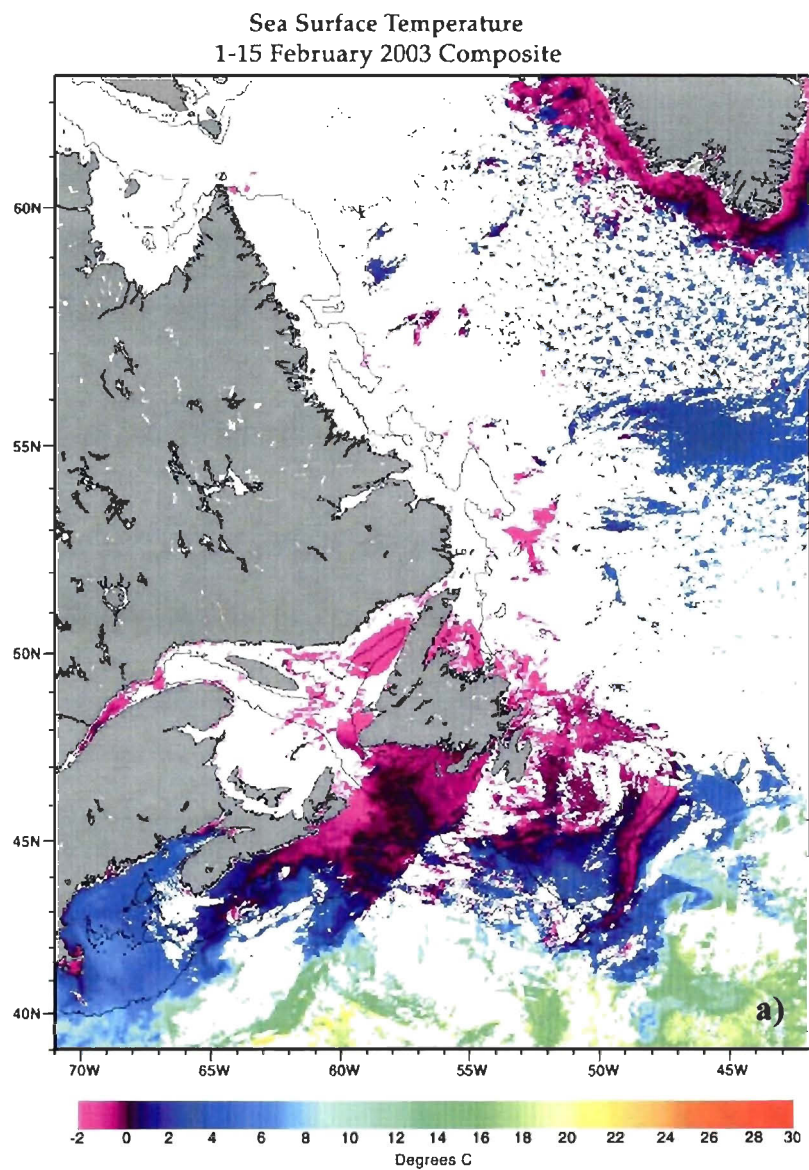 Sea Surface Temperature
1-15 February 2003 Composite
60N
55N
50N
45N
40N
a)
70W 65W 60W 55W 50W 45W
-2 0 2 4 6 8 10 12 14 16 18 20 22 24 26 28 30
Degrees C